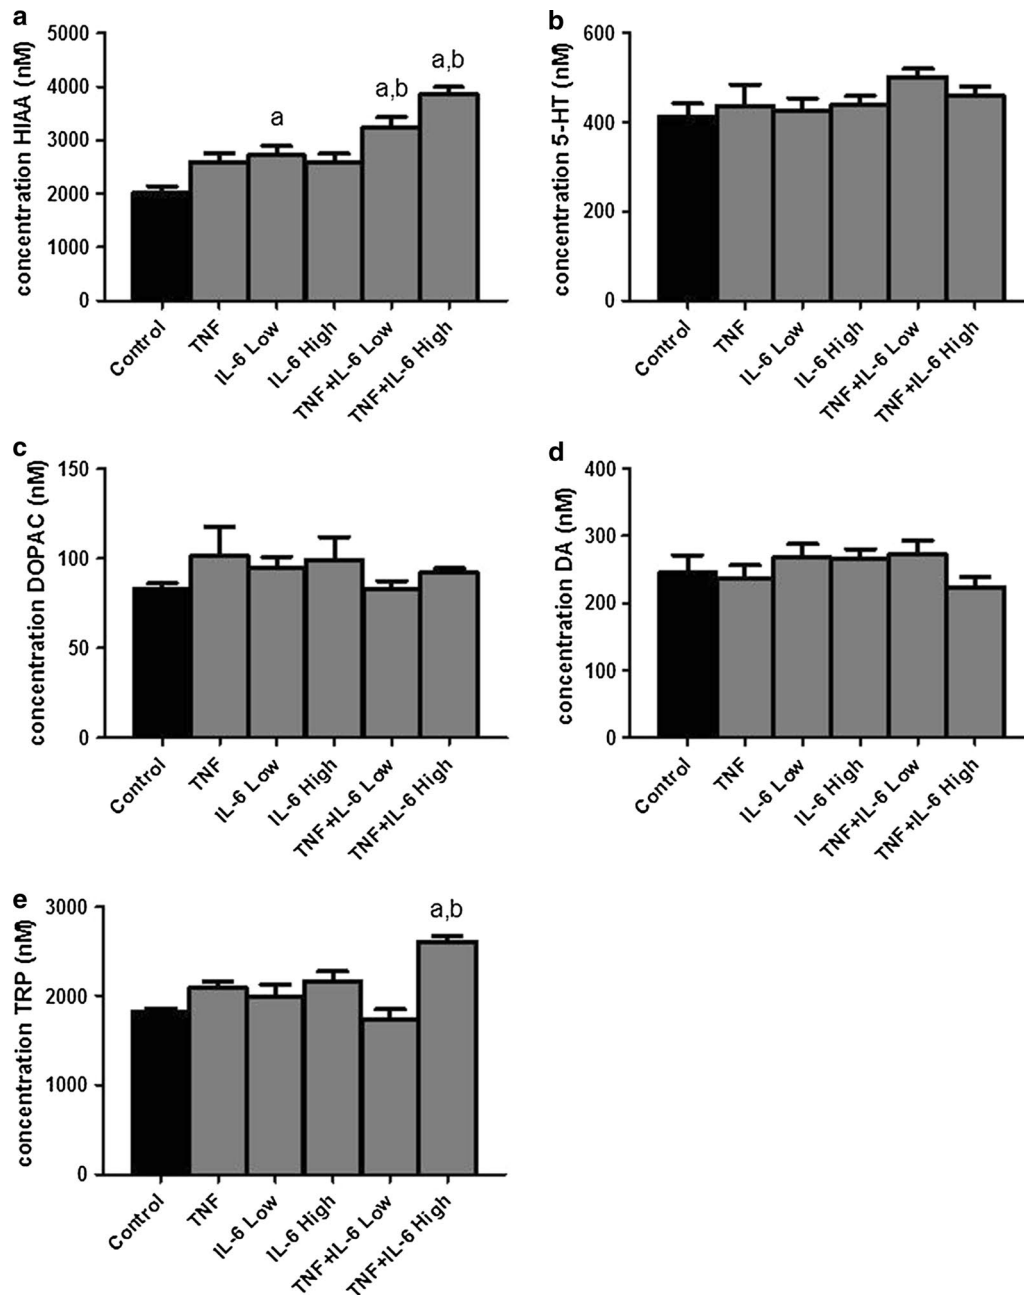 a
concentration HIAA (nM)
5000
4000
3000
2000
1000
0
a
a,b
a,b
Control
TNF
IL-6 Low
IL-6 High
TNF+IL-6 Low
TNF+IL-6 High
b
concentration 5-HT (nM)
600
400
200
0
Control
TNF
IL-6 Low
IL-6 High
TNF+IL-6 Low
TNF+IL-6 High
c
concentration DOPAC (nM)
150
100
50
0
Control
TNF
IL-6 Low
IL-6 High
TNF+IL-6 Low
TNF+IL-6 High
d
concentration DA (nM)
400
300
200
100
0
Control
TNF
IL-6 Low
IL-6 High
TNF+IL-6 Low
TNF+IL-6 High
e
concentration TRP (nM)
3000
2000
1000
0
a,b
Control
TNF
IL-6 Low
IL-6 High
TNF+IL-6 Low
TNF+IL-6 High